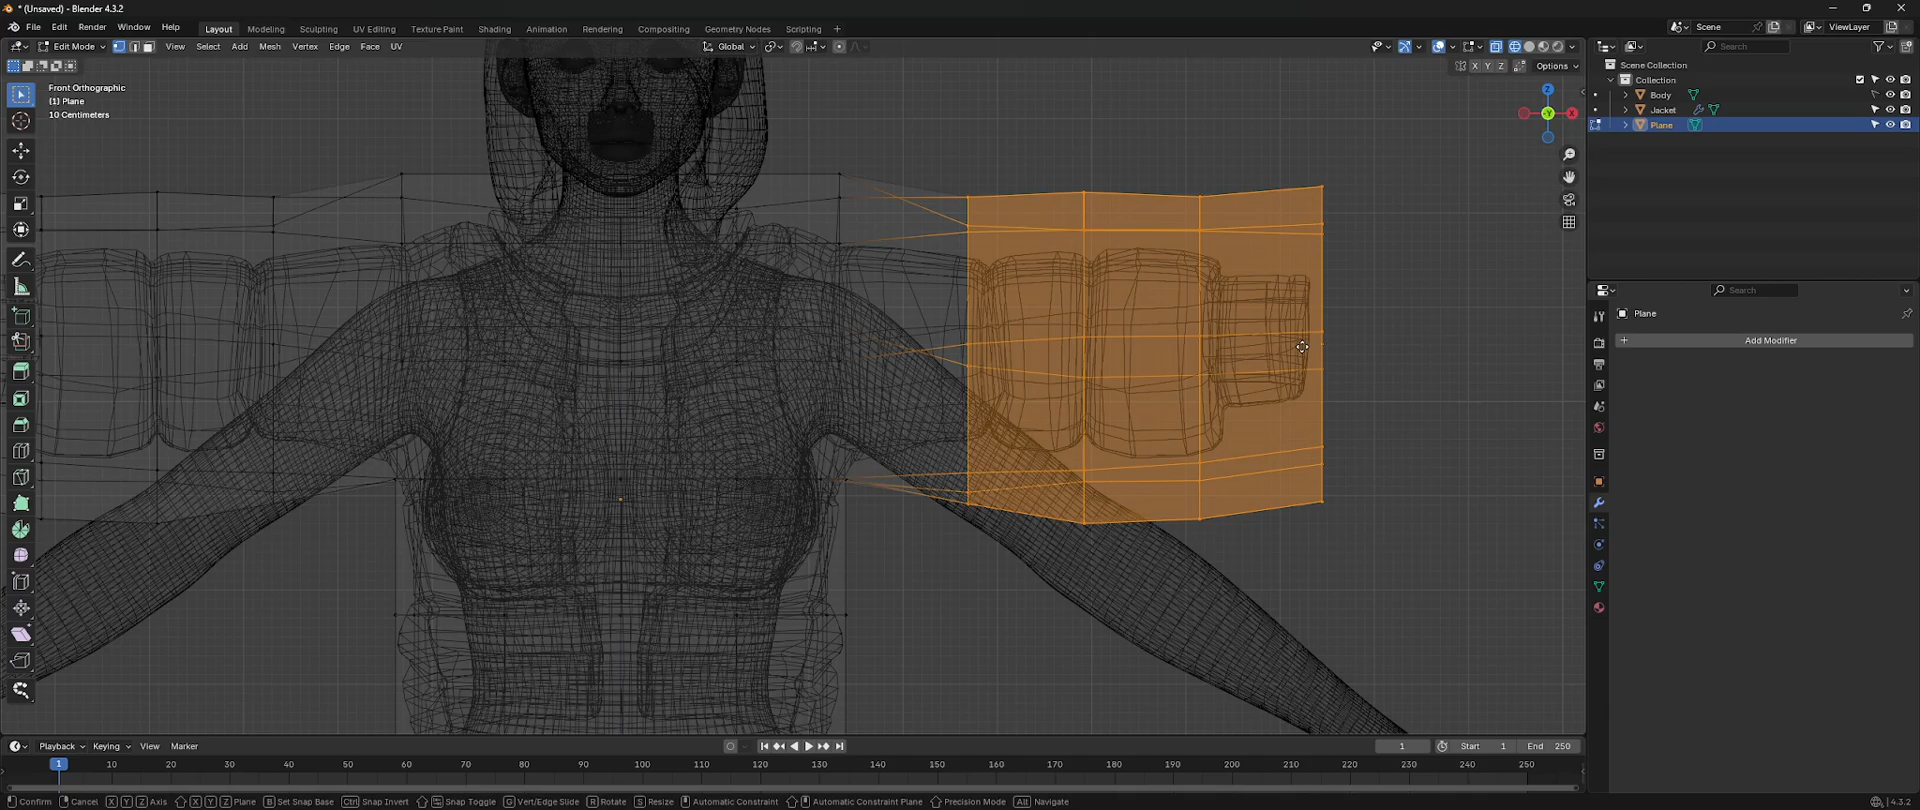 * (Unsaved) - Blender 4.3.2
File Edit Render Window Help Layout Modeling Sculpting UV Editing Texture Paint Shading Animation Rendering Compositing Geometry Nodes Scripting + Scene ViewLayer
Edit Mode View Select Add Mesh Vertex Edge Face UV Global Search
X Y Z Options
Scene Collection
Collection
Body
Jacket
Plane
Front Orthographic
(1) Plane
10 Centimeters
Z
-Y X
Search
Plane
+ Add Modifier
Playback Keying View Marker 1 Start 1 End 250
1 10 20 30 40 50 60 70 80 90 100 110 120 130 140 150 160 170 180 190 200 210 220 230 240 250
Confirm Cancel X Y Z Axis X Y Z Plane B Set Snap Base Ctrl Snap Invert Snap Toggle G Vert/Edge Slide R Rotate S Resize Automatic Constraint Automatic Constraint Plane Precision Mode Alt Navigate 4.3.2